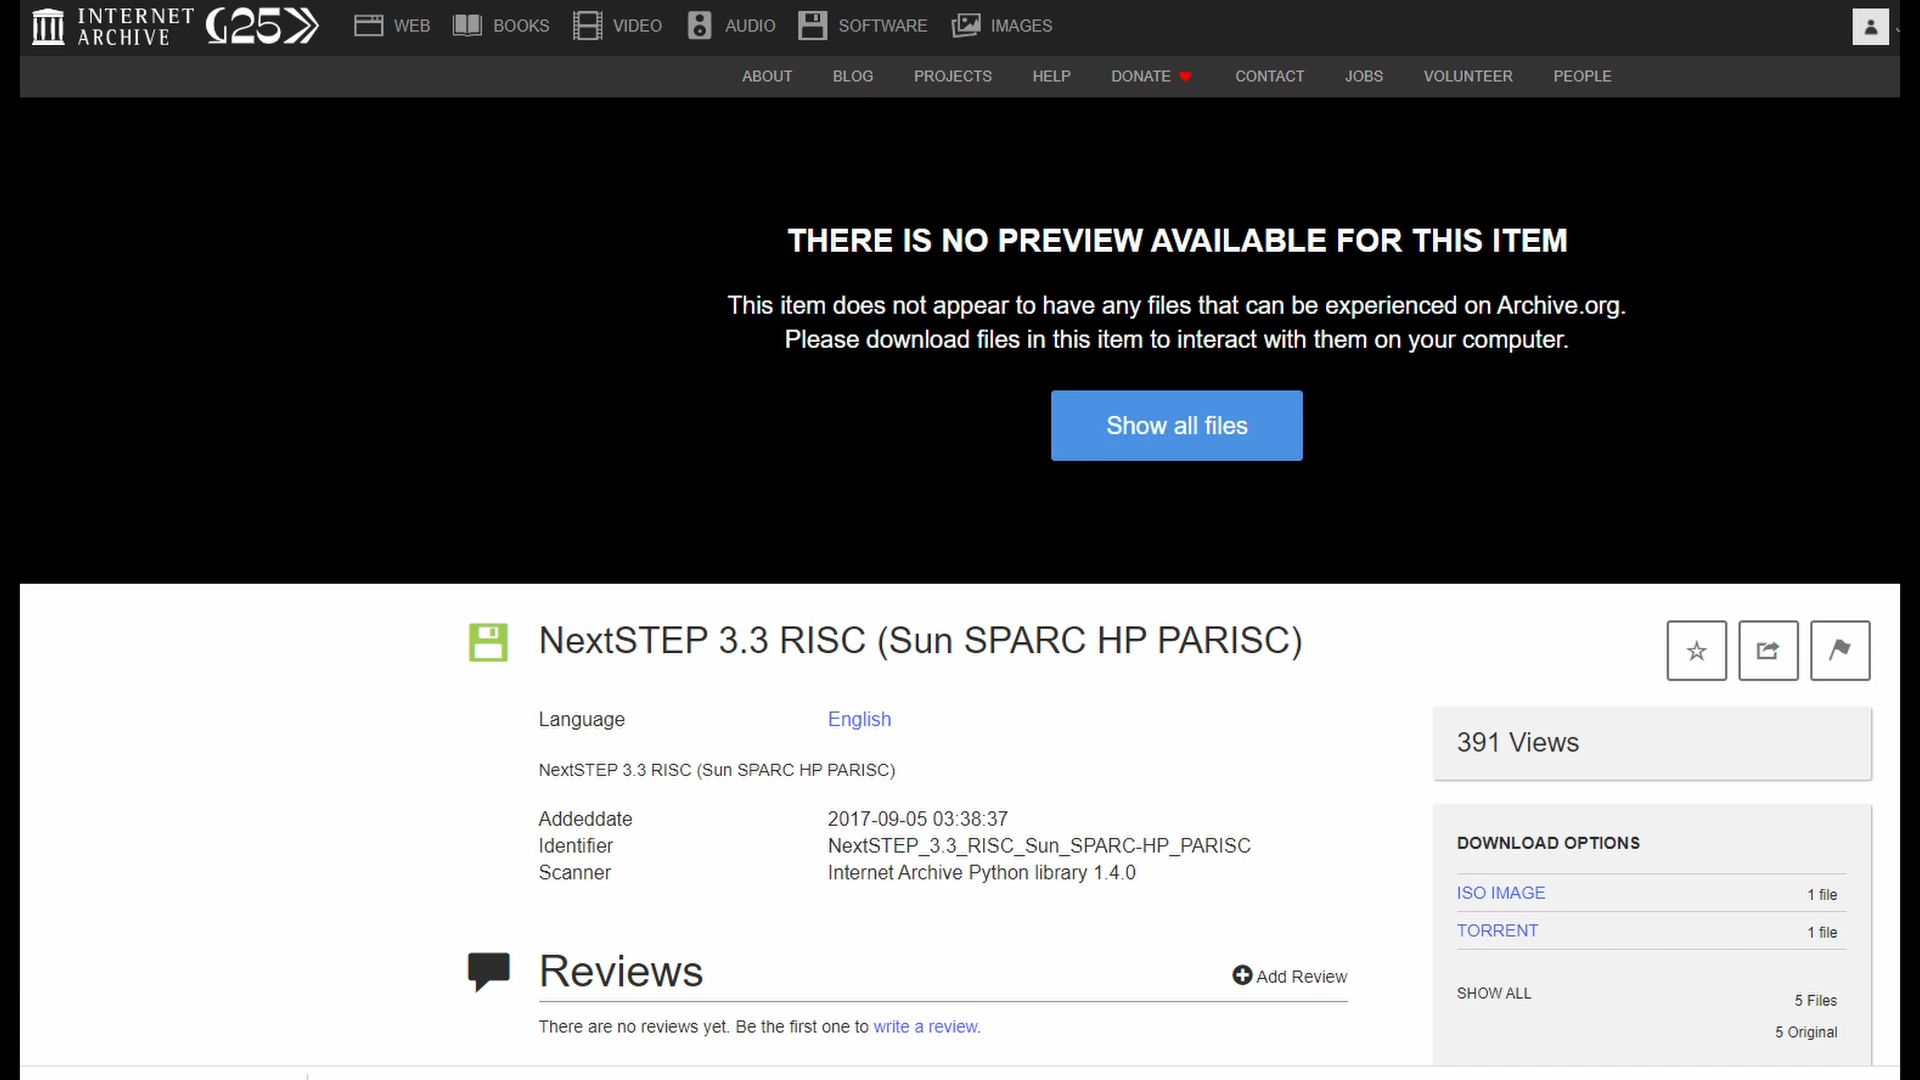 INTERNET ARCHIVE 25 WEB BOOKS VIDEO AUDIO SOFTWARE IMAGES
ABOUT BLOG PROJECTS HELP DONATE CONTACT JOBS VOLUNTEER PEOPLE
THERE IS NO PREVIEW AVAILABLE FOR THIS ITEM
This item does not appear to have any files that can be experienced on Archive.org.
Please download files in this item to interact with them on your computer.
Show all files
NextSTEP 3.3 RISC (Sun SPARC HP PARISC)
Language English
NextSTEP 3.3 RISC (Sun SPARC HP PARISC)
Addeddate 2017-09-05 03:38:37
Identifier NextSTEP_3.3_RISC_Sun_SPARC-HP_PARISC
Scanner Internet Archive Python library 1.4.0
Reviews
Add Review
There are no reviews yet. Be the first one to write a review.
391 Views
DOWNLOAD OPTIONS
ISO IMAGE 1 file
TORRENT 1 file
SHOW ALL 5 Files
5 Original